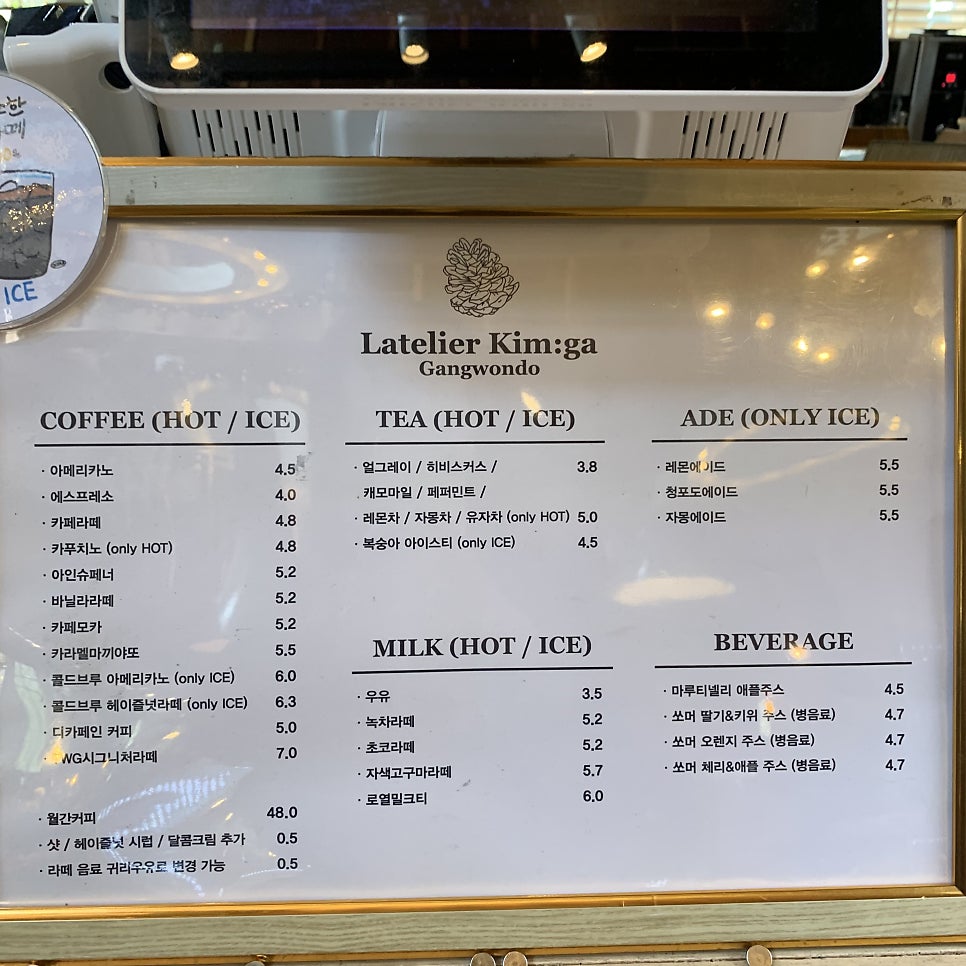 ICE
Latelier Kim:ga
Gangwondo
COFFEE (HOT / ICE)
· 아메리카노 4.5
· 에스프레소 4.0
· 카페라떼 4.8
· 카푸치노 (only HOT) 4.8
· 아인슈페너 5.2
· 바닐라라떼 5.2
· 카페모카 5.2
· 카라멜마끼야또 5.5
· 콜드브루 아메리카노 (only ICE) 6.0
· 콜드브루 헤이즐넛라떼 (only ICE) 6.3
· 디카페인 커피 5.0
· WG시그니처라떼 7.0
· 월간커피 48.0
· 샷 / 헤이즐넛 시럽 / 달콤크림 추가 0.5
· 라떼 음료 귀리우유로 변경 가능 0.5
TEA (HOT / ICE)
· 얼그레이 / 히비스커스 / 3.8
캐모마일 / 페퍼민트 /
· 레몬차 / 자몽차 / 유자차 (only HOT) 5.0
· 복숭아 아이스티 (only ICE) 4.5
MILK (HOT / ICE)
· 우유 3.5
· 녹차라떼 5.2
· 초코라떼 5.2
· 자색고구마라떼 5.7
· 로열밀크티 6.0
ADE (ONLY ICE)
· 레몬에이드 5.5
· 청포도에이드 5.5
· 자몽에이드 5.5
BEVERAGE
· 마루티넬리 애플주스 4.5
· 쏘머 딸기&키위 주스 (병음료) 4.7
· 쏘머 오렌지 주스 (병음료) 4.7
· 쏘머 체리&애플 주스 (병음료) 4.7